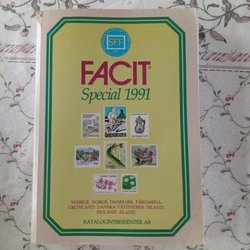 SFF
FACIT
Special 1991
SVERIGE. NORGE. DANMARK. FÄRÖARNA.
GRÖNLAND. DANSKA VÄSTINDIEN. ISLAND.
FINLAND. ÅLAND.
KATALOGINTRESSENTER AB